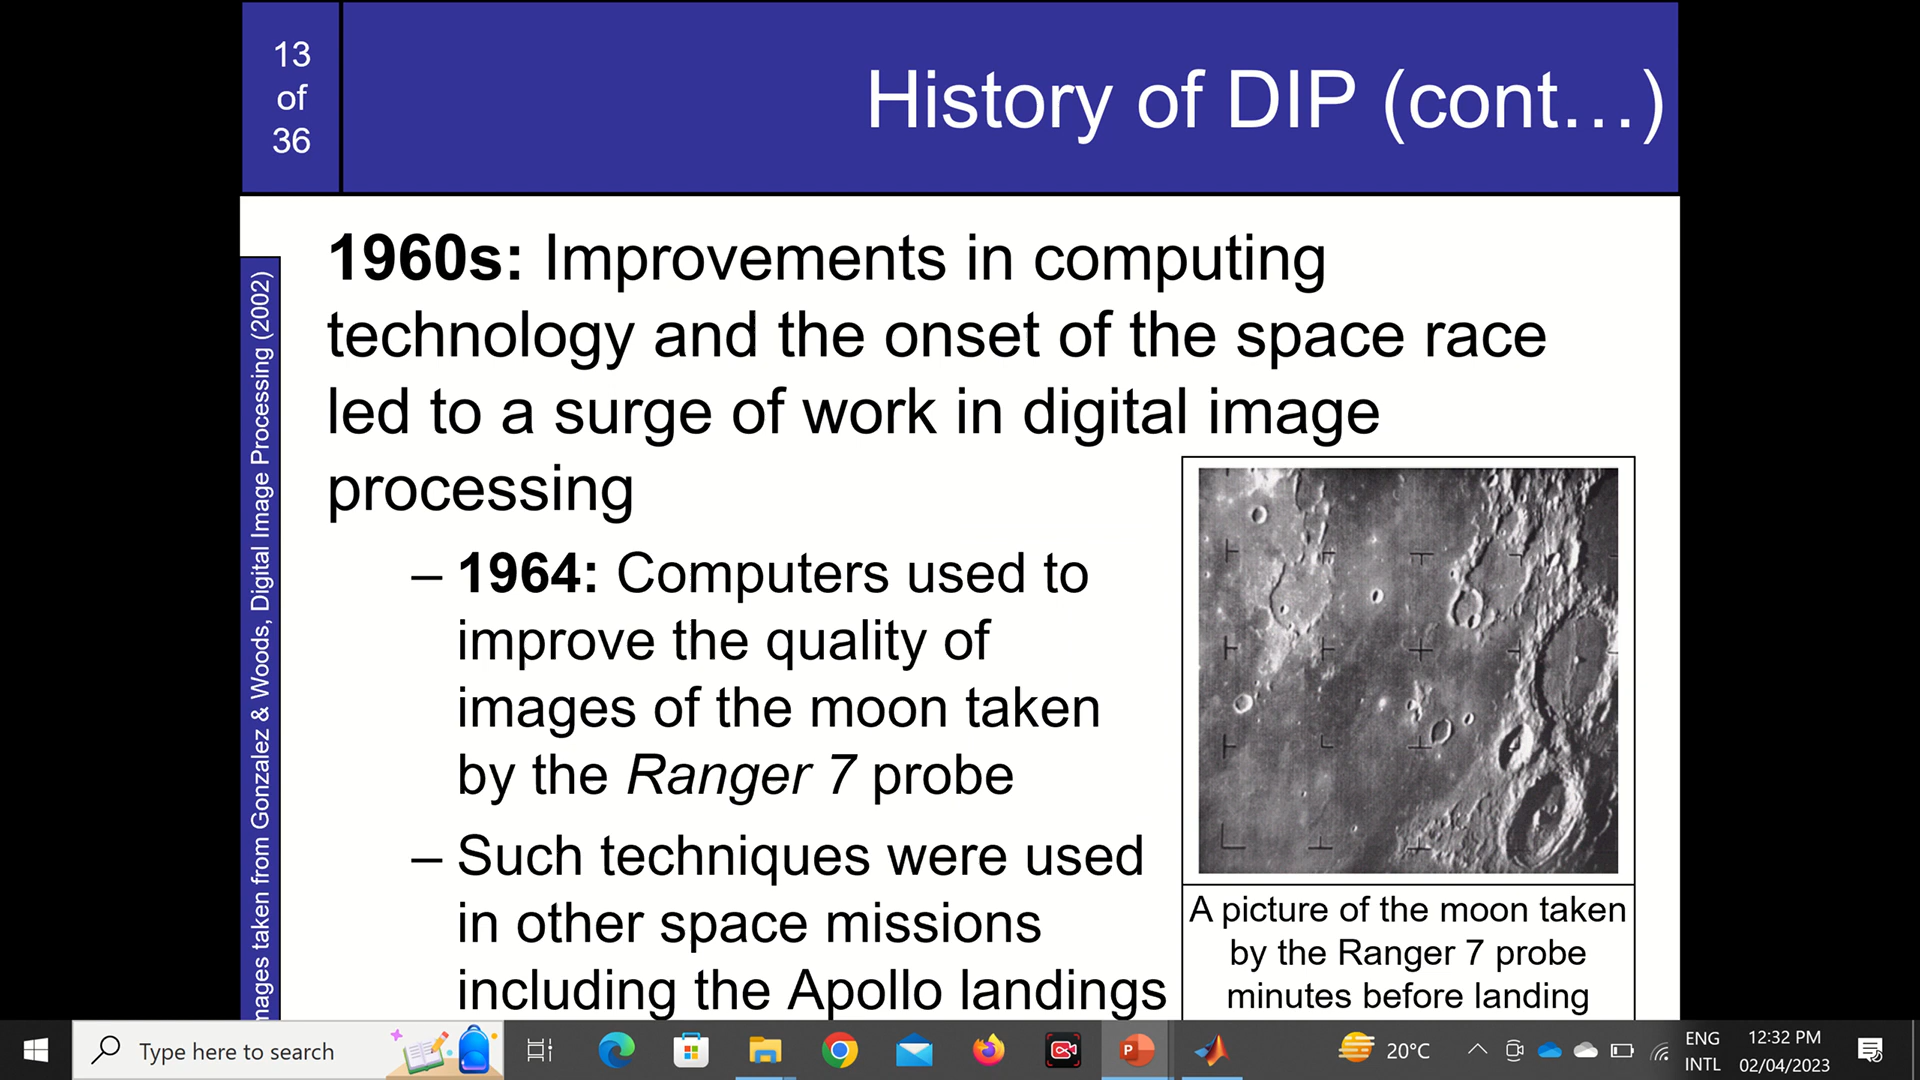 13
of
36
History of DIP (cont…)
1960s: Improvements in computing
technology and the onset of the space race
led to a surge of work in digital image
processing
– 1964: Computers used to
improve the quality of
images of the moon taken
by the Ranger 7 probe
– Such techniques were used
in other space missions
including the Apollo landings
A picture of the moon taken
by the Ranger 7 probe
minutes before landing
mages taken from Gonzalez & Woods, Digital Image Processing (2002)
Type here to search
20°C
ENG
INTL
12:32 PM
02/04/2023